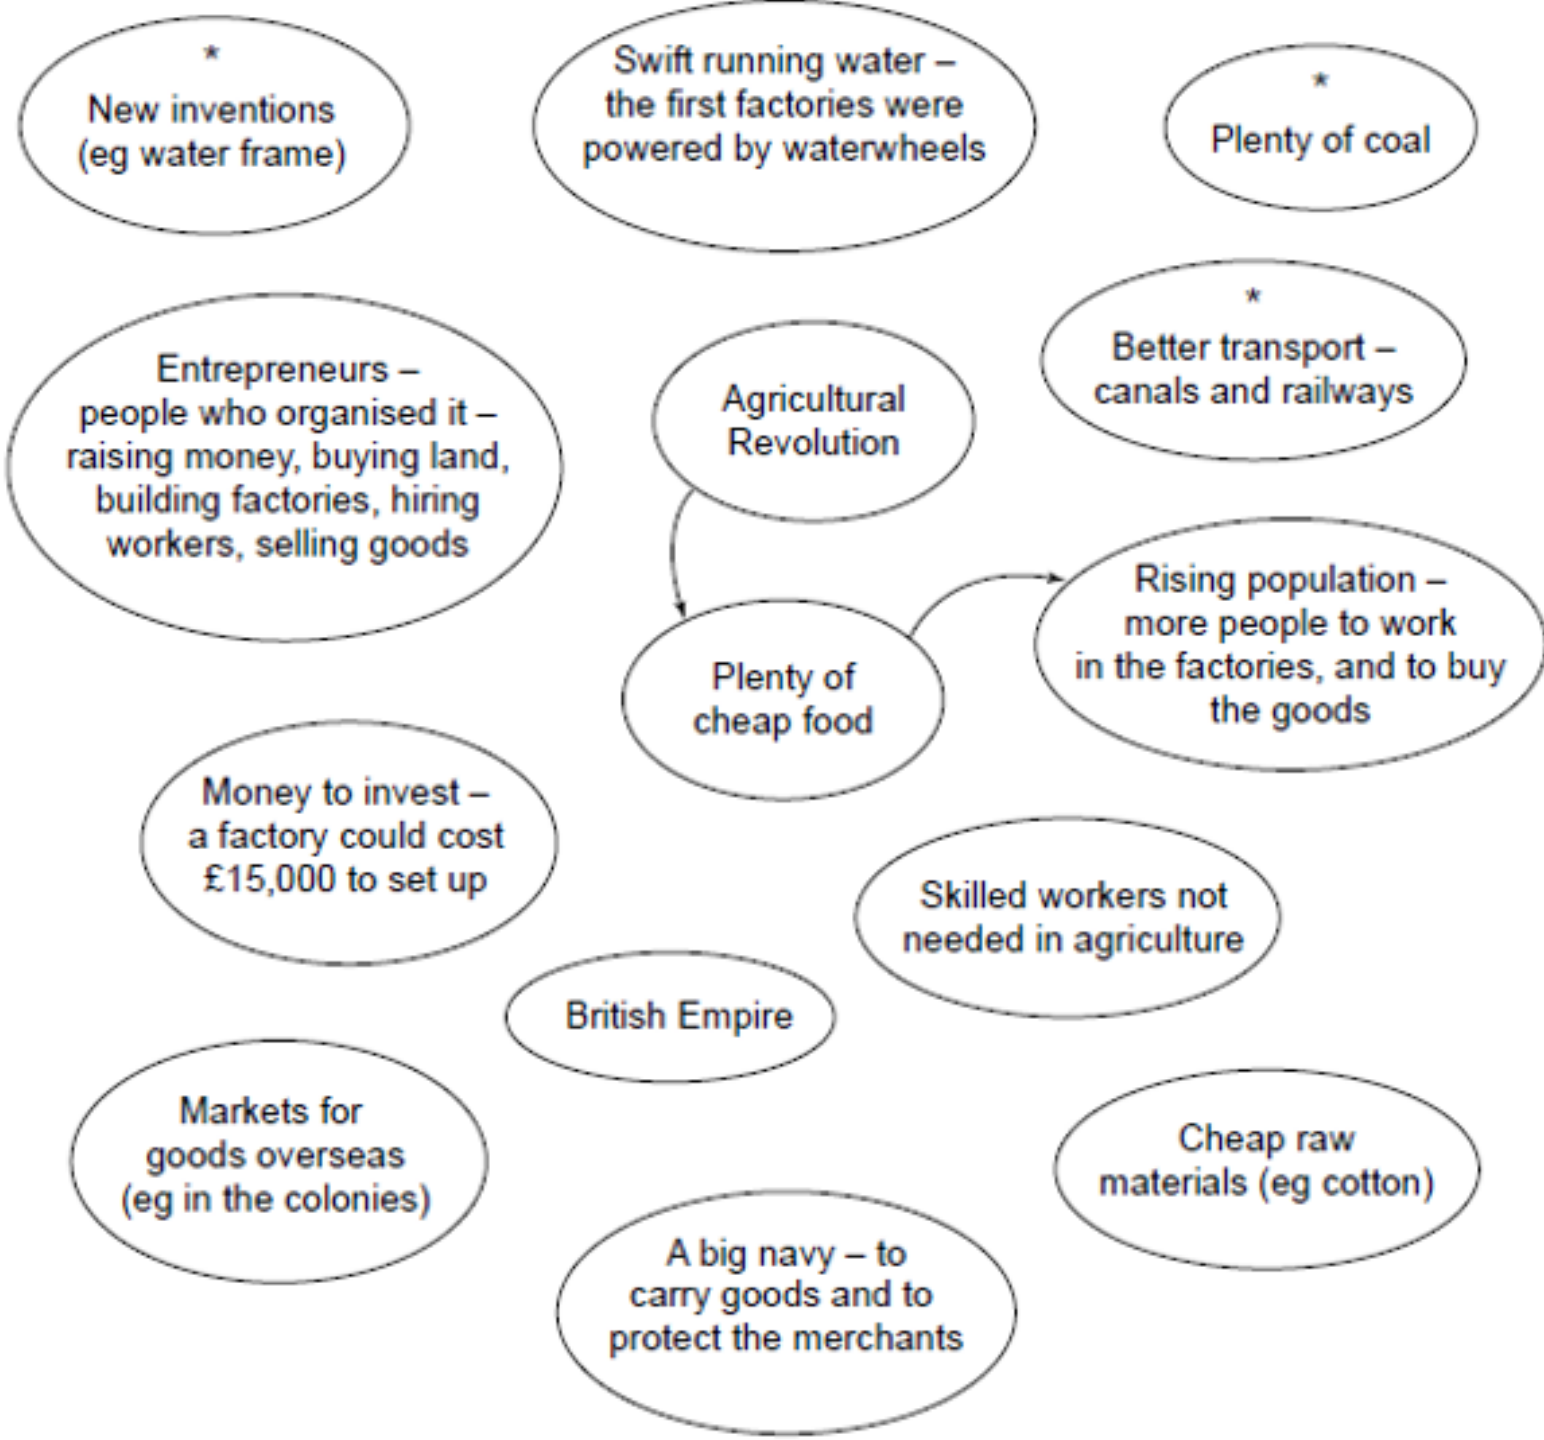 *
New inventions
(eg water frame)
Swift running water –
the first factories were
powered by waterwheels
*
Plenty of coal
Entrepreneurs –
people who organised it –
raising money, buying land,
building factories, hiring
workers, selling goods
Agricultural
Revolution
*
Better transport –
canals and railways
Plenty of
cheap food
Rising population –
more people to work
in the factories, and to buy
the goods
Money to invest –
a factory could cost
£15,000 to set up
Skilled workers not
needed in agriculture
British Empire
Markets for
goods overseas
(eg in the colonies)
A big navy – to
carry goods and to
protect the merchants
Cheap raw
materials (eg cotton)